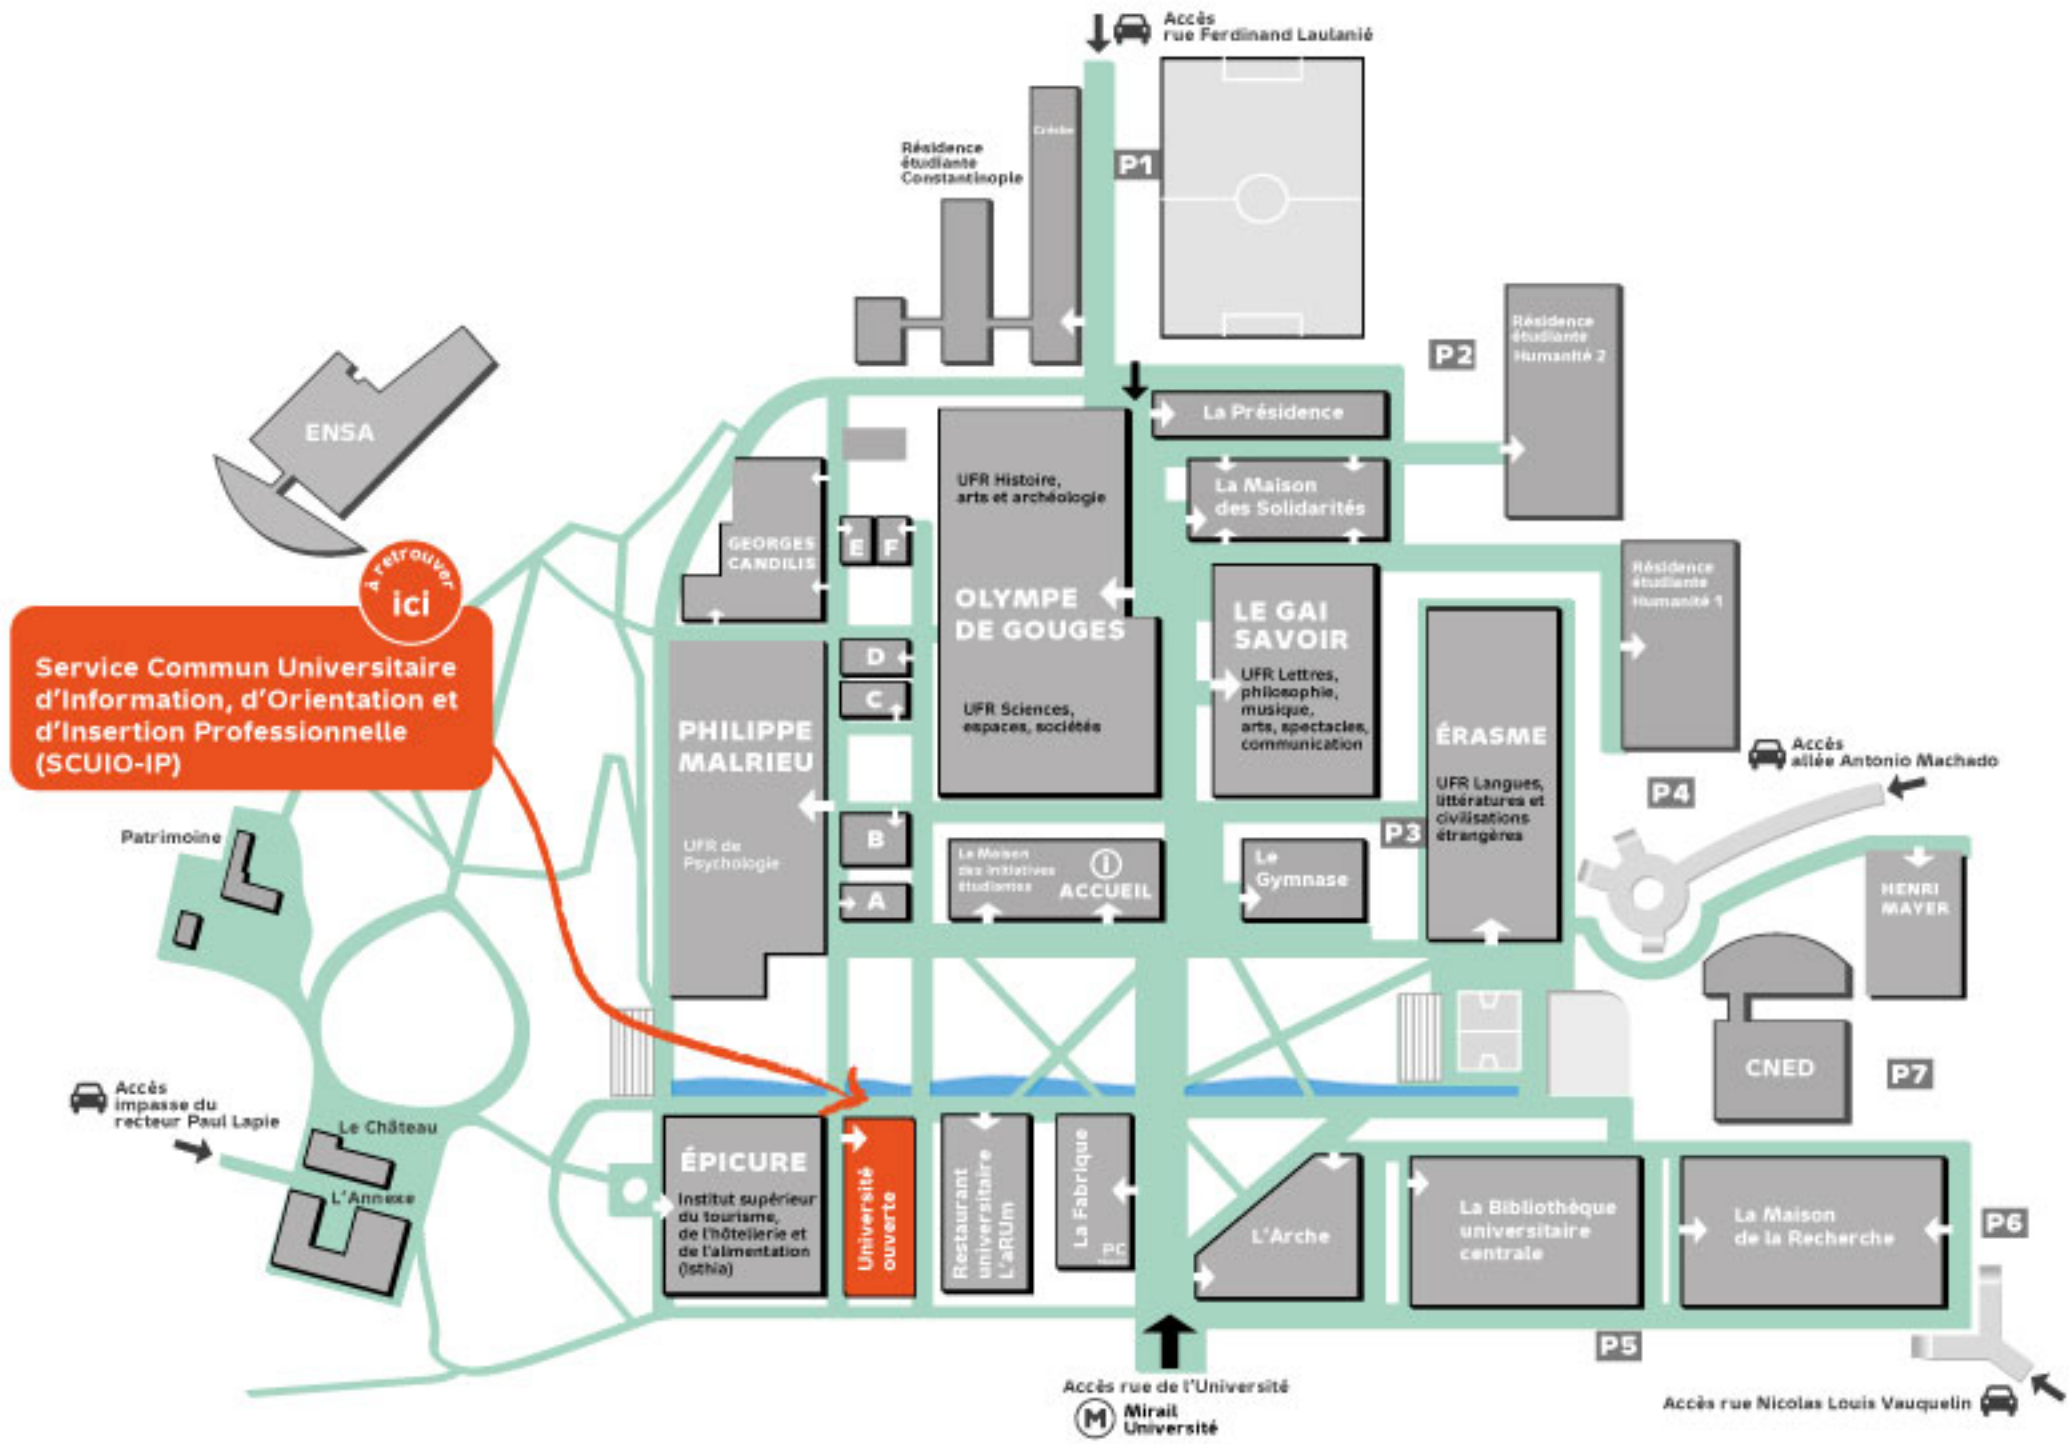 Accès
rue Ferdinand Laulanié
Crèche
P1
Résidence
étudiante
Constantinople
Résidence
étudiante
Humanité 2
P2
La Présidence
ENSA
UFR Histoire,
arts et archéologie
La Maison
des Solidarités
GEORGES
CANDILIS
E
F
à retrouver
ici
Résidence
étudiante
Humanité 1
OLYMPE
DE GOUGES
LE GAI
SAVOIR
Service Commun Universitaire
d'Information, d'Orientation et
d'Insertion Professionnelle
(SCUIO-IP)
D
C
UFR Lettres,
philosophie,
musique,
arts, spectacles,
communication
UFR Sciences,
espaces, sociétés
PHILIPPE
MALRIEU
ÉRASME
Accès
allée Antonio Machado
UFR Langues,
littératures et
civilisations
étrangères
P4
Patrimoine
B
P3
UFR de
Psychologie
La Maison
des initiatives
étudiantes
i
ACCUEIL
Le
Gymnase
A
HENRI
MAYER
CNED
P7
Accès
impasse du
recteur Paul Lapie
Le Château
L'Annexe
ÉPICURE
Institut supérieur
du tourisme,
de l'hôtellerie et
de l'alimentation
(Isthia)
Université
ouverte
Restaurant
universitaire
L'aRUm
La Fabrique
PC
L'Arche
La Bibliothèque
universitaire
centrale
La Maison
de la Recherche
P6
P5
Accès rue de l'Université
M
Mirail
Université
Accès rue Nicolas Louis Vauquelin